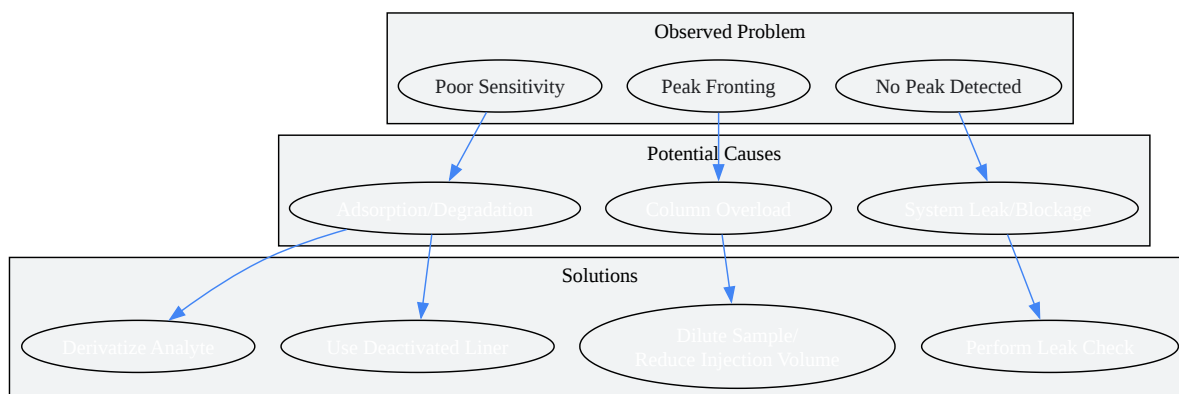 Observed Problem
Poor Sensitivity
Peak Fronting
No Peak Detected
Potential Causes
Adsorption/Degradation
Column Overload
System Leak/Blockage
Solutions
Derivatize Analyte
Use Deactivated Liner
Dilute Sample/
Reduce Injection Volume
Perform Leak Check